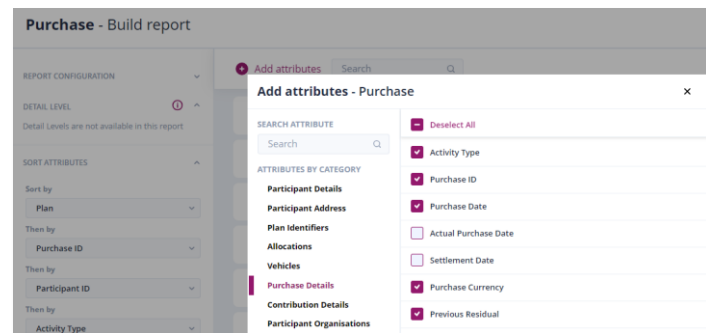 Purchase - Build report
REPORT CONFIGURATION
DETAIL LEVEL
Detail Levels are not available in this report
SORT ATTRIBUTES
Sort by
Plan
Then by
Purchase ID
Then by
Participant ID
Then by
Activity Type
Add attributes
Search
Add attributes - Purchase
SEARCH ATTRIBUTE
Search
ATTRIBUTES BY CATEGORY
Participant Details
Participant Address
Plan Identifiers
Allocations
Vehicles
Purchase Details
Contribution Details
Participant Organisations
Deselect All
Activity Type
Purchase ID
Purchase Date
Actual Purchase Date
Settlement Date
Purchase Currency
Previous Residual